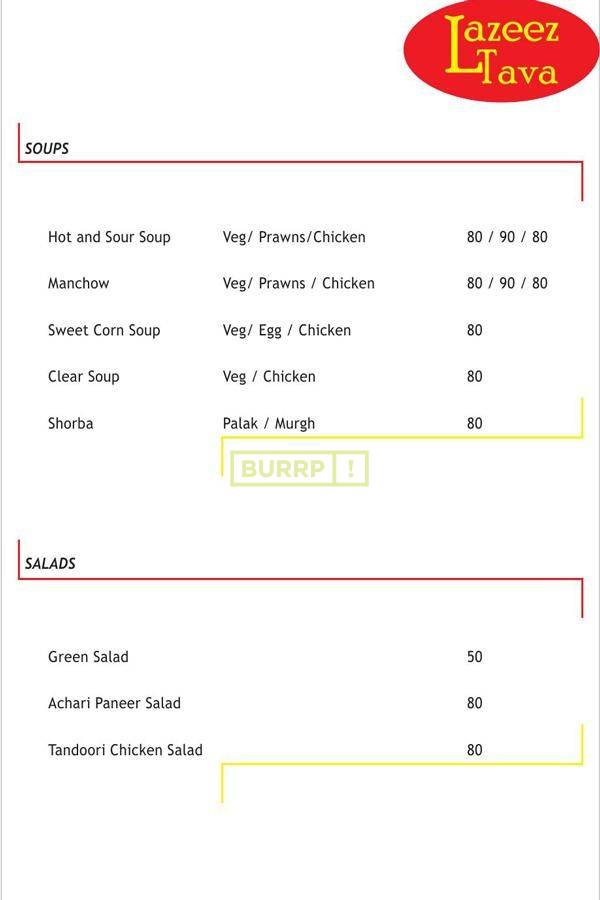 Lazeez
Tava
SOUPS
Hot and Sour Soup Veg/ Prawns/Chicken 80 / 90 / 80
Manchow Veg/ Prawns / Chicken 80 / 90 / 80
Sweet Corn Soup Veg/ Egg / Chicken 80
Clear Soup Veg / Chicken 80
Shorba Palak / Murgh 80
BURRP !
SALADS
Green Salad 50
Achari Paneer Salad 80
Tandoori Chicken Salad 80